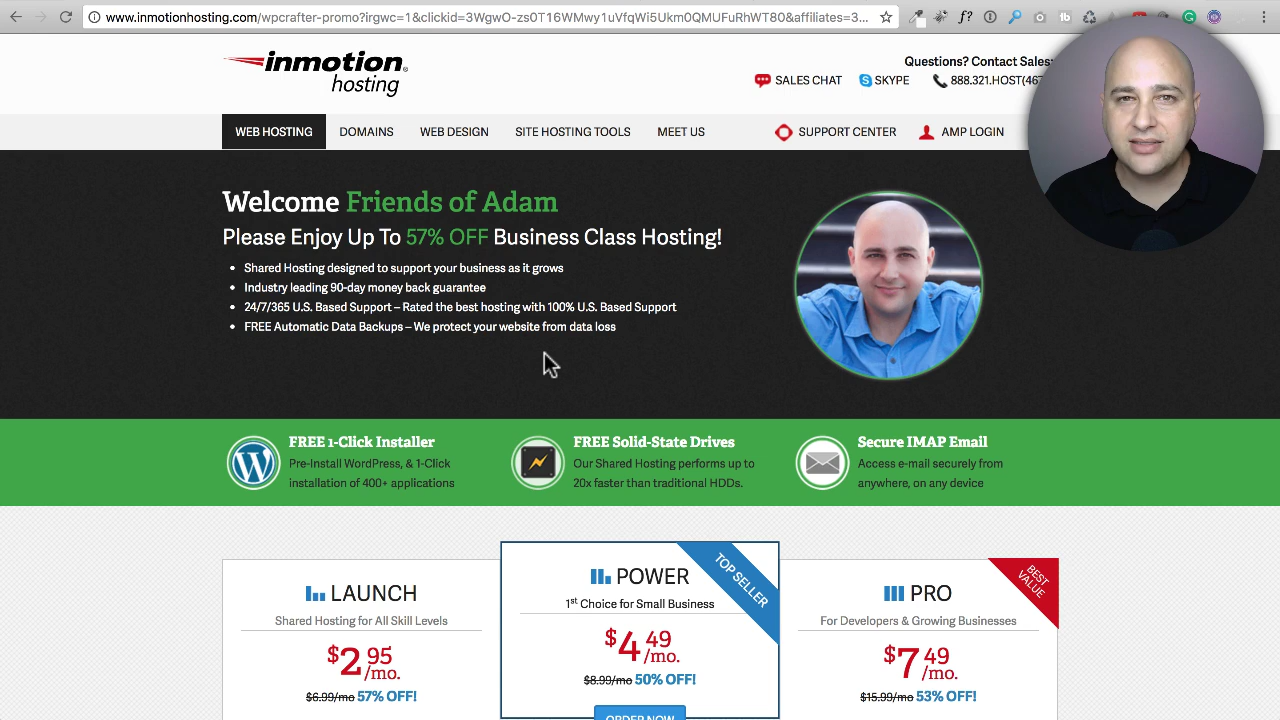 www.inmotionhosting.com/wpcrafter-promo?irgwc=1&clickid=3WgwO-zs0T16WMwy1uVfqWi5Ukm0QMUFuRhWT80&affiliates=3...
inmotion
hosting
Questions? Contact Sales:
SALES CHAT SKYPE 888.321.HOST(467
WEB HOSTING DOMAINS WEB DESIGN SITE HOSTING TOOLS MEET US SUPPORT CENTER AMP LOGIN
Welcome Friends of Adam
Please Enjoy Up To 57% OFF Business Class Hosting!
• Shared Hosting designed to support your business as it grows
• Industry leading 90-day money back guarantee
• 24/7/365 U.S. Based Support – Rated the best hosting with 100% U.S. Based Support
• FREE Automatic Data Backups – We protect your website from data loss
FREE 1-Click Installer
Pre-Install WordPress, & 1-Click
installation of 400+ applications
FREE Solid-State Drives
Our Shared Hosting performs up to
20x faster than traditional HDDs.
Secure IMAP Email
Access e-mail securely from
anywhere, on any device
LAUNCH
Shared Hosting for All Skill Levels
$2.95/mo.
$6.99/mo 57% OFF!
TOP SELLER
POWER
1st Choice for Small Business
$4.49/mo.
$8.99/mo 50% OFF!
ORDER NOW
BEST
VALUE
PRO
For Developers & Growing Businesses
$7.49/mo.
$15.99/mo 53% OFF!